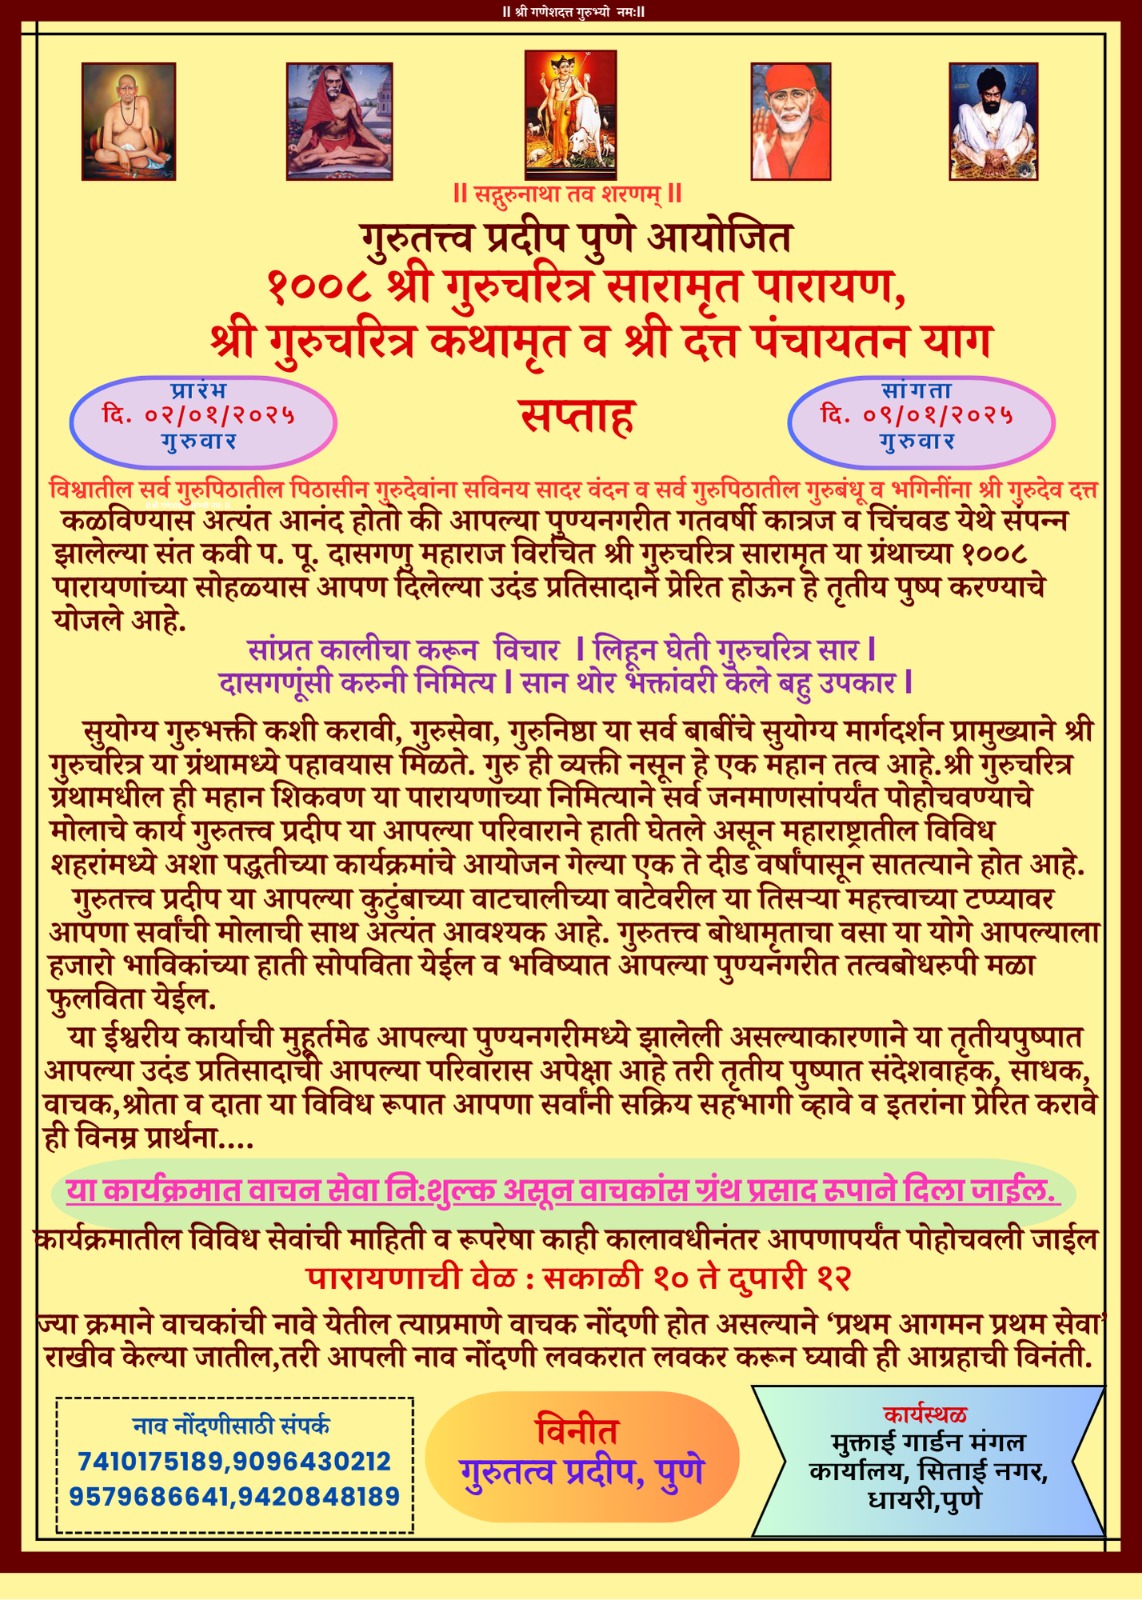 ॥ श्री गणेशदत्त गुरुभ्यो नमः॥
॥ सद्गुरुनाथा तव शरणम् ॥
गुरुतत्त्व प्रदीप पुणे आयोजित
१००८ श्री गुरुचरित्र सारामृत पारायण,
श्री गुरुचरित्र कथामृत व श्री दत्त पंचायतन याग
प्रारंभ
दि. ०२/०१/२०२५
गुरुवार
सप्ताह
सांगता
दि. ०९/०१/२०२५
गुरुवार
विश्वातील सर्व गुरुपिठातील पिठासीन गुरुदेवांना सविनय सादर वंदन व सर्व गुरुपिठातील गुरुबंधू व भगिनींना श्री गुरुदेव दत्त
कळविण्यास अत्यंत आनंद होतो की आपल्या पुण्यनगरीत गतवर्षी कात्रज व चिंचवड येथे संपन्न
झालेल्या संत कवी प. पू. दासगणु महाराज विरचित श्री गुरुचरित्र सारामृत या ग्रंथाच्या १००८
पारायणांच्या सोहळ्यास आपण दिलेल्या उदंड प्रतिसादाने प्रेरित होऊन हे तृतीय पुष्प करण्याचे
योजले आहे.
सांप्रत कालीचा करून विचार । लिहून घेती गुरुचरित्र सार ।
दासगणूंसी करुनी निमित्य । सान थोर भक्तांवरी केले बहु उपकार ।
सुयोग्य गुरुभक्ती कशी करावी, गुरुसेवा, गुरुनिष्ठा या सर्व बाबींचे सुयोग्य मार्गदर्शन प्रामुख्याने श्री
गुरुचरित्र या ग्रंथामध्ये पहावयास मिळते. गुरु ही व्यक्ती नसून हे एक महान तत्व आहे.श्री गुरुचरित्र
ग्रंथामधील ही महान शिकवण या पारायणाच्या निमित्याने सर्व जनमाणसांपर्यंत पोहोचवण्याचे
मोलाचे कार्य गुरुतत्त्व प्रदीप या आपल्या परिवाराने हाती घेतले असून महाराष्ट्रातील विविध
शहरांमध्ये अशा पद्धतीच्या कार्यक्रमांचे आयोजन गेल्या एक ते दीड वर्षांपासून सातत्याने होत आहे.
गुरुतत्त्व प्रदीप या आपल्या कुटुंबाच्या वाटचालीच्या वाटेवरील या तिसऱ्या महत्त्वाच्या टप्प्यावर
आपणा सर्वांची मोलाची साथ अत्यंत आवश्यक आहे. गुरुतत्त्व बोधामृताचा वसा या योगे आपल्याला
हजारो भाविकांच्या हाती सोपविता येईल व भविष्यात आपल्या पुण्यनगरीत तत्वबोधरुपी मळा
फुलविता येईल.
या ईश्वरीय कार्याची मुहूर्तमेढ आपल्या पुण्यनगरीमध्ये झालेली असल्याकारणाने या तृतीयपुष्पात
आपल्या उदंड प्रतिसादाची आपल्या परिवारास अपेक्षा आहे तरी तृतीय पुष्पात संदेशवाहक, साधक,
वाचक,श्रोता व दाता या विविध रूपात आपणा सर्वांनी सक्रिय सहभागी व्हावे व इतरांना प्रेरित करावे
ही विनम्र प्रार्थना....
या कार्यक्रमात वाचन सेवा नि:शुल्क असून वाचकांस ग्रंथ प्रसाद रूपाने दिला जाईल.
कार्यक्रमातील विविध सेवांची माहिती व रूपरेषा काही कालावधीनंतर आपणापर्यंत पोहोचवली जाईल
पारायणाची वेळ : सकाळी १० ते दुपारी १२
ज्या क्रमाने वाचकांची नावे येतील त्याप्रमाणे वाचक नोंदणी होत असल्याने ‘प्रथम आगमन प्रथम सेवा’
राखीव केल्या जातील,तरी आपली नाव नोंदणी लवकरात लवकर करून घ्यावी ही आग्रहाची विनंती.
नाव नोंदणीसाठी संपर्क
7410175189,9096430212
9579686641,9420848189
विनीत
गुरुतत्व प्रदीप, पुणे
कार्यस्थळ
मुक्ताई गार्डन मंगल
कार्यालय, सिताई नगर,
धायरी,पुणे